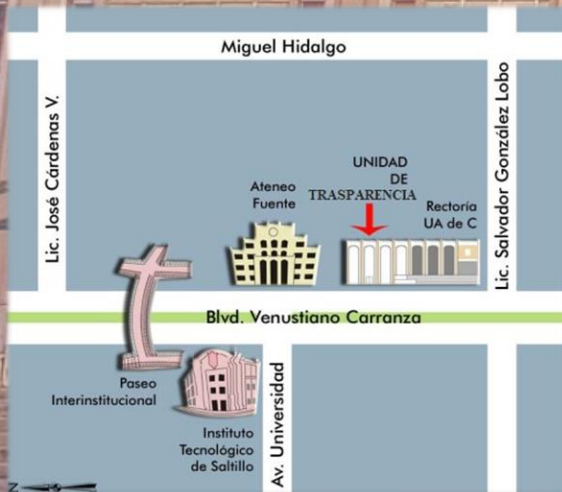 Miguel Hidalgo
Lic. José Cárdenas V.
Lic. Salvador González Lobo
UNIDAD
DE
TRASPARENCIA
Ateneo
Fuente
Rectoría
UA de C
Blvd. Venustiano Carranza
Paseo
Interinstitucional
Instituto
Tecnológico
de Saltillo
Av. Universidad
N